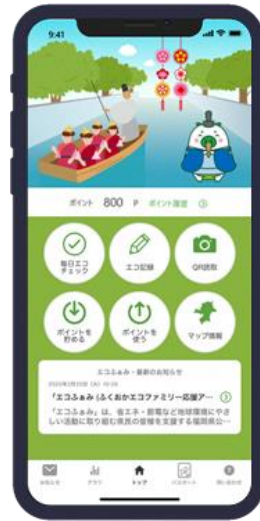 9:41
ポイント 800 P ポイント履歴
毎日エコ
チェック
エコ記録
QR読取
ポイントを
貯める
ポイントを
使う
マップ情報
エコふぁみ・最新のお知らせ
「エコふぁみ (ふくおかエコファミリー応援ア…
「エコふぁみ」は、省エネ・節電など地球環境にやさ
しい活動に取り組む県民の皆様を支援する福岡県公…
お知らせ
グラフ
トップ
パスポート
問い合わせ